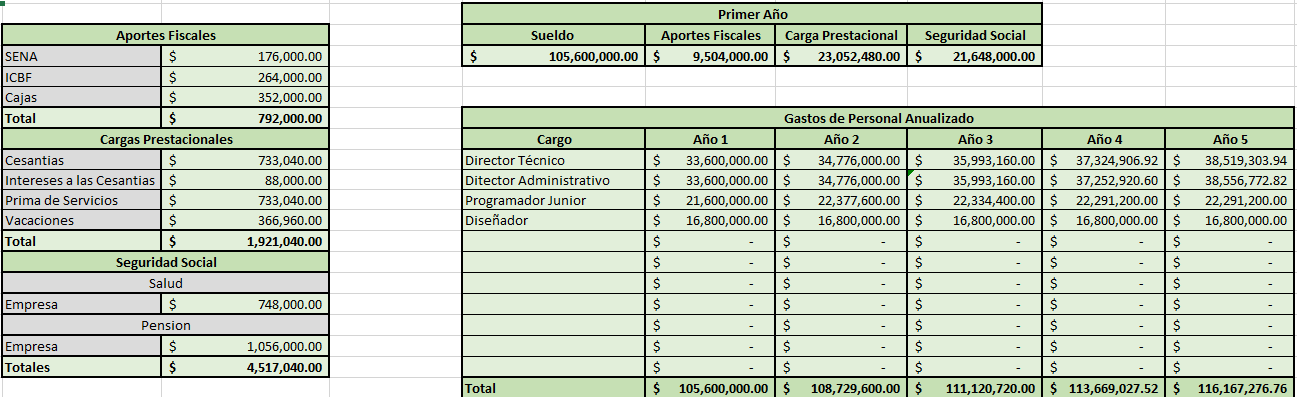 Aportes Fiscales
SENA $ 176,000.00
ICBF $ 264,000.00
Cajas $ 352,000.00
Total $ 792,000.00
Cargas Prestacionales
Cesantias $ 733,040.00
Intereses a las Cesantias $ 88,000.00
Prima de Servicios $ 733,040.00
Vacaciones $ 366,960.00
Total $ 1,921,040.00
Seguridad Social
Salud
Empresa $ 748,000.00
Pension
Empresa $ 1,056,000.00
Totales $ 4,517,040.00
Primer Año
Sueldo Aportes Fiscales Carga Prestacional Seguridad Social
$ 105,600,000.00 $ 9,504,000.00 $ 23,052,480.00 $ 21,648,000.00
Gastos de Personal Anualizado
Cargo Año 1 Año 2 Año 3 Año 4 Año 5
Director Técnico $ 33,600,000.00 $ 34,776,000.00 $ 35,993,160.00 $ 37,324,906.92 $ 38,519,303.94
Ditector Administrativo $ 33,600,000.00 $ 34,776,000.00 $ 35,993,160.00 $ 37,252,920.60 $ 38,556,772.82
Programador Junior $ 21,600,000.00 $ 22,377,600.00 $ 22,334,400.00 $ 22,291,200.00 $ 22,291,200.00
Diseñador $ 16,800,000.00 $ 16,800,000.00 $ 16,800,000.00 $ 16,800,000.00 $ 16,800,000.00
$ - $ - $ - $ - $ -
$ - $ - $ - $ - $ -
$ - $ - $ - $ - $ -
$ - $ - $ - $ - $ -
$ - $ - $ - $ - $ -
$ - $ - $ - $ - $ -
$ - $ - $ - $ - $ -
Total $ 105,600,000.00 $ 108,729,600.00 $ 111,120,720.00 $ 113,669,027.52 $ 116,167,276.76